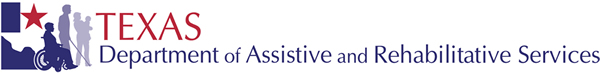 TEXAS
Department of Assistive and Rehabilitative Services